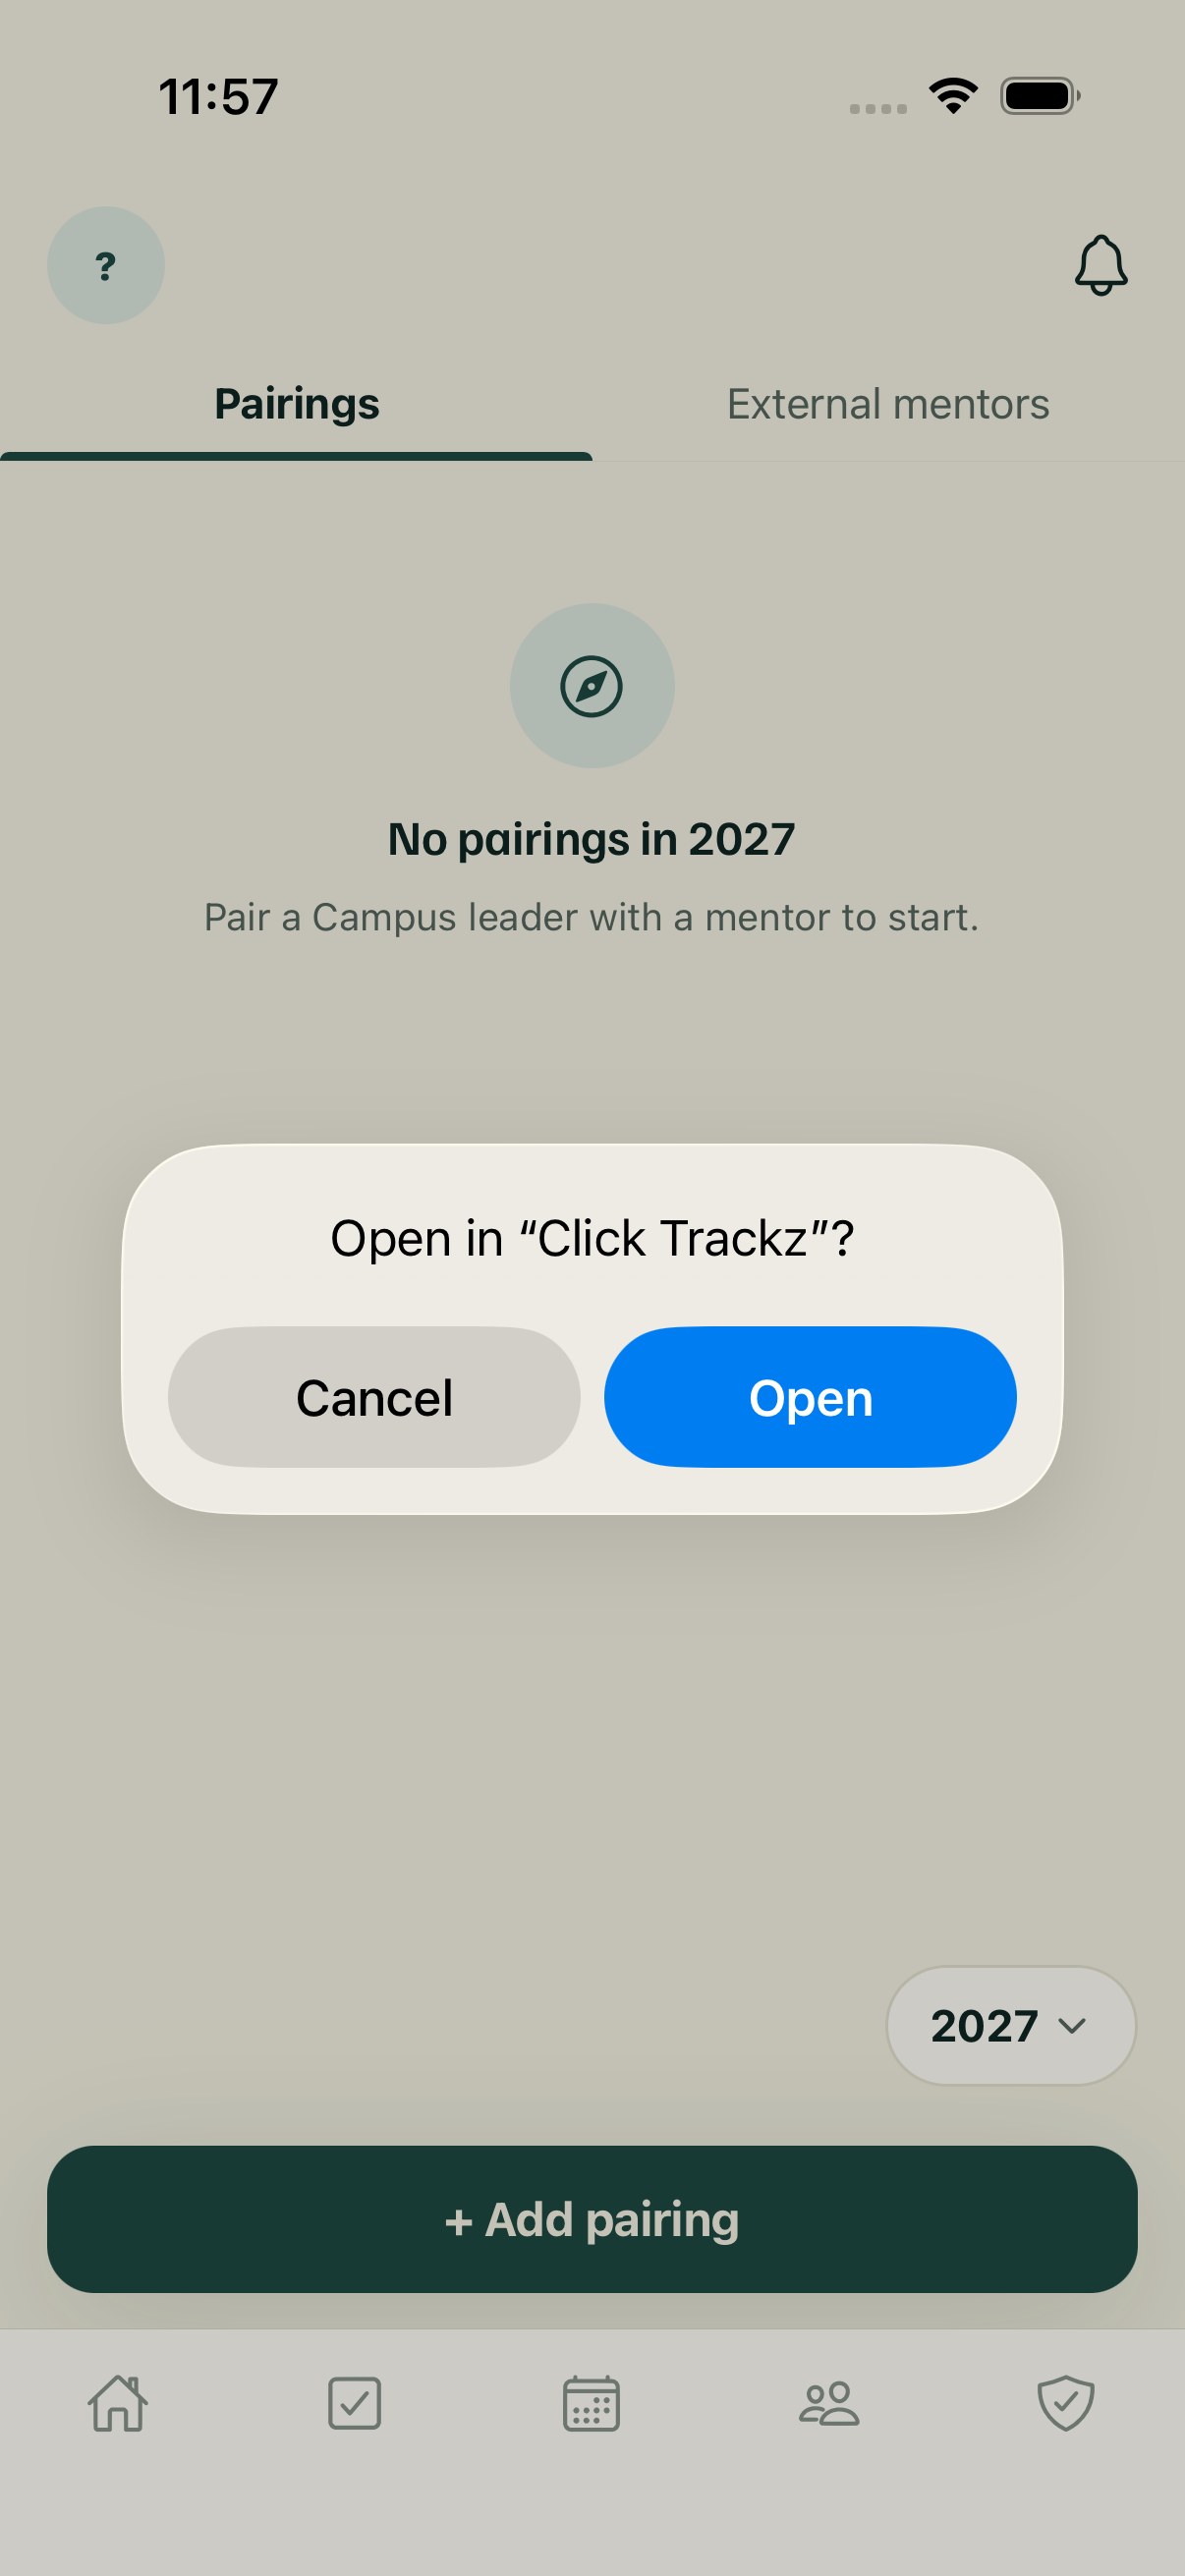 11:57
?
Pairings
External mentors
No pairings in 2027
Pair a Campus leader with a mentor to start.
Open in “Click Trackz”?
Cancel
Open
2027
+ Add pairing